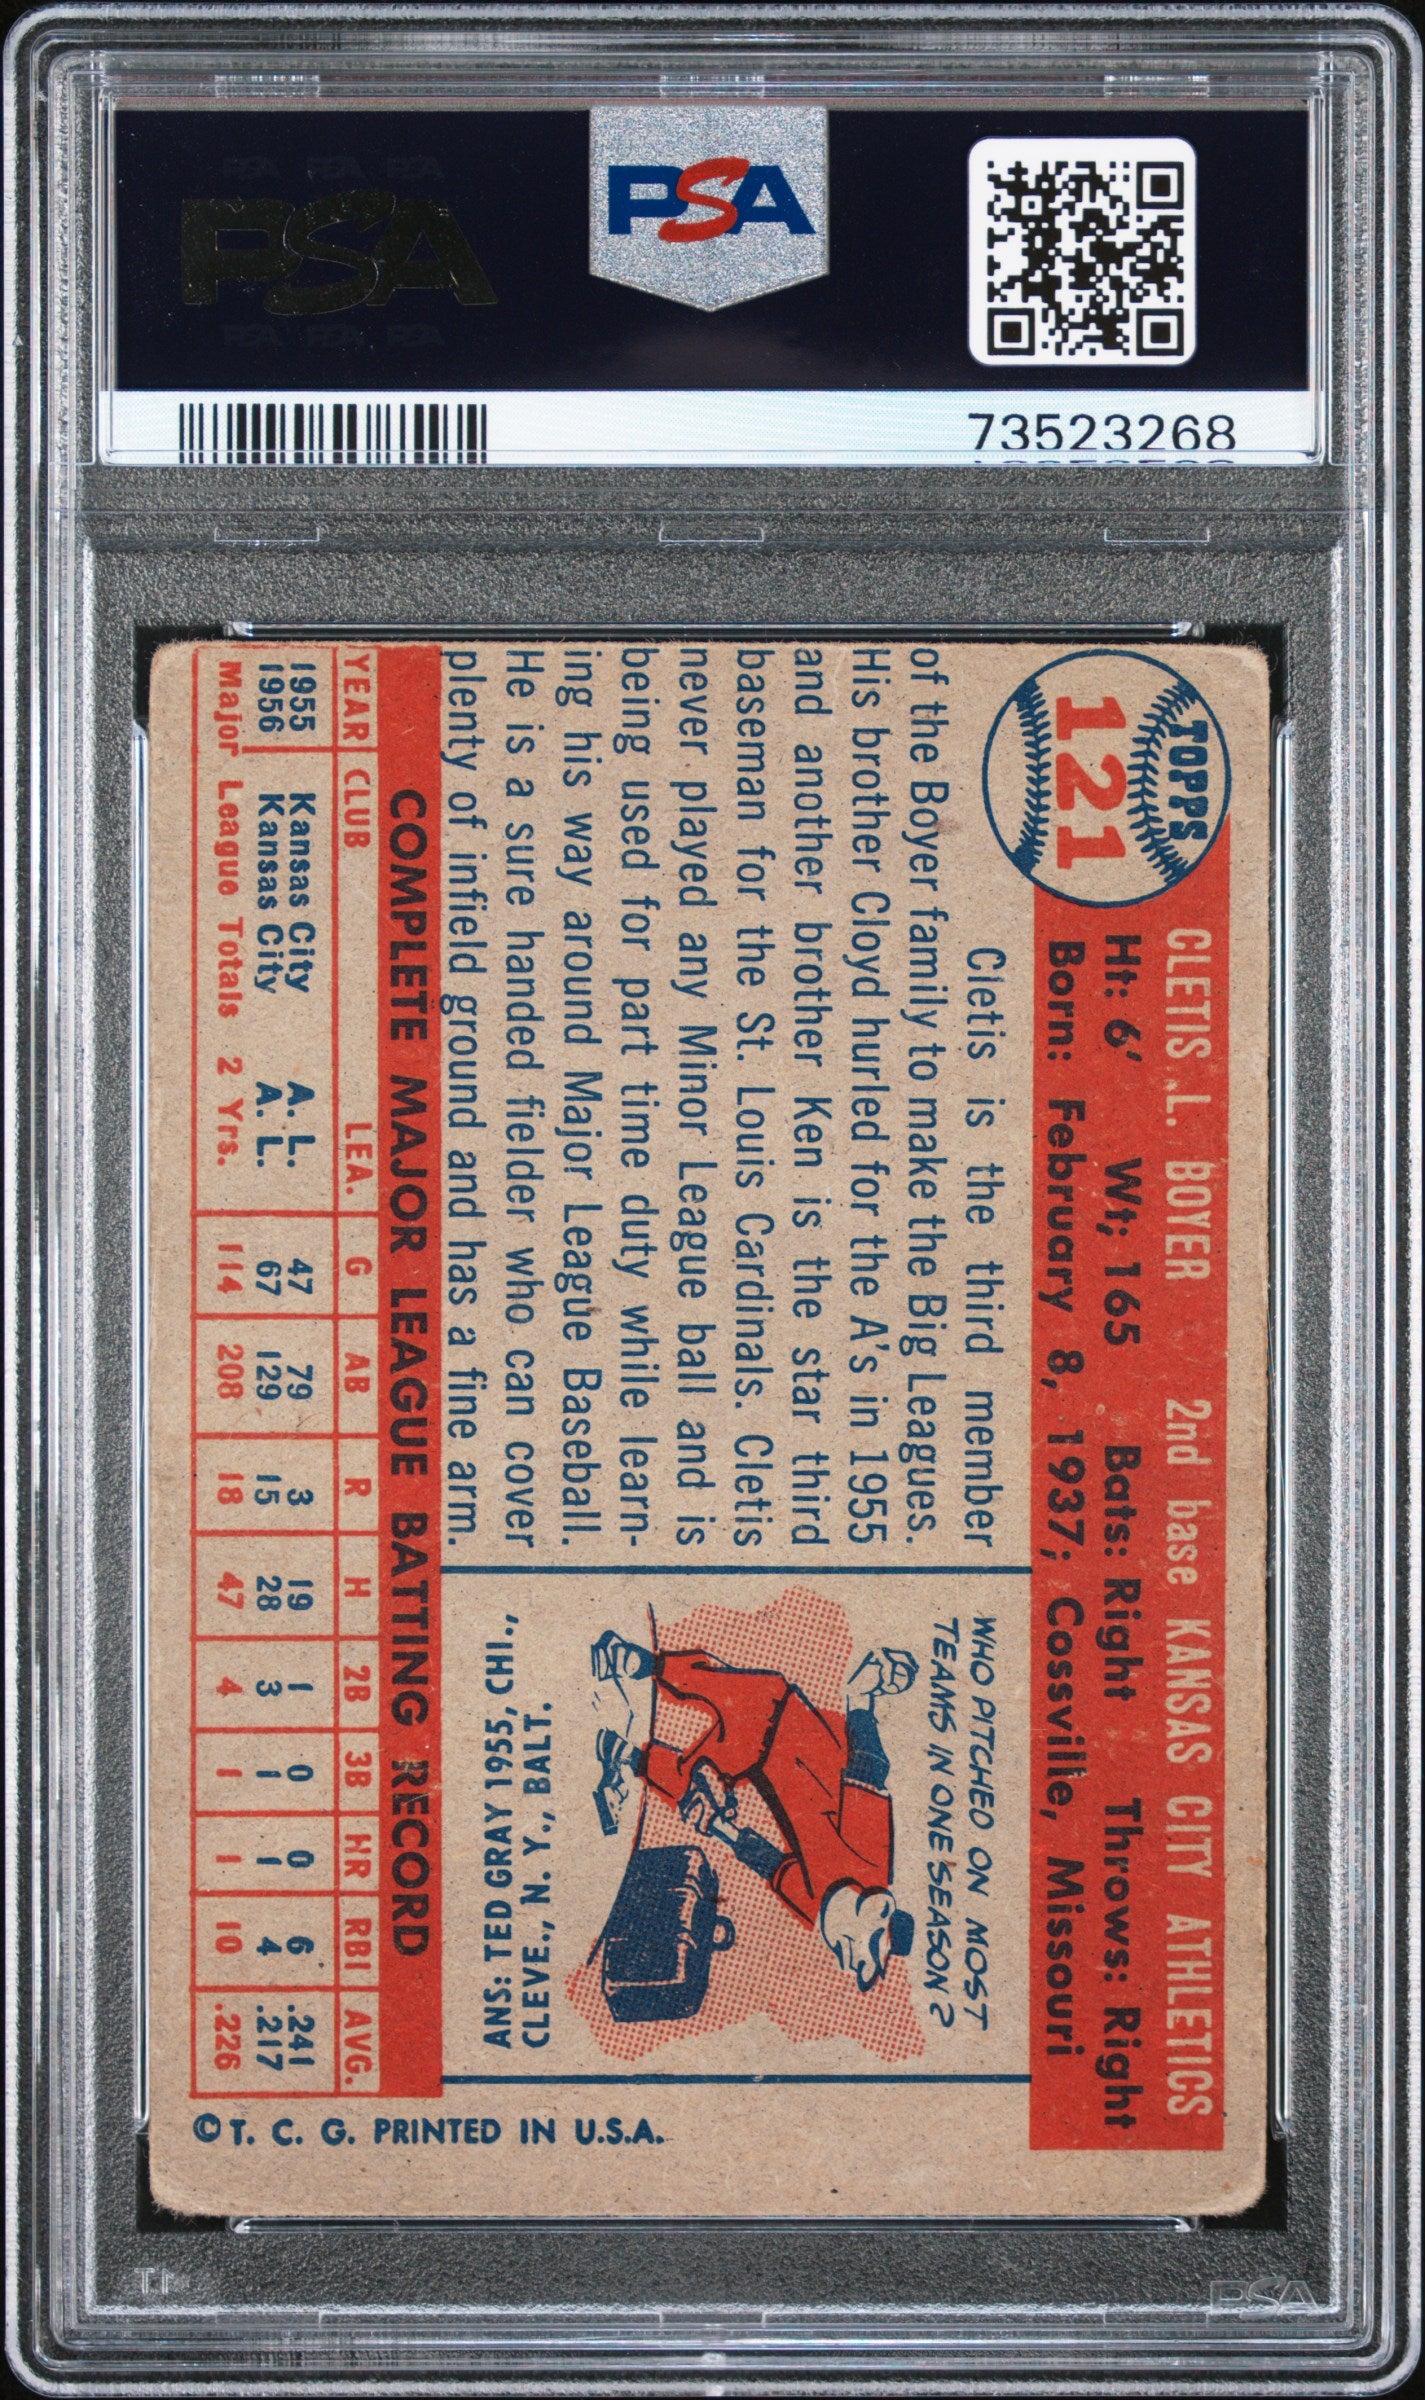 PSA PSA PSA
PSA
PSA PSA PSA
PSA
73523268
TOPPS
121
CLETIS L. BOYER 2nd base KANSAS CITY ATHLETICS
Ht: 6' Wt; 165 Bats: Right Throws: Right
Born: February 8, 1937; Cossville, Missouri
Cletis is the third member
of the Boyer family to make the Big Leagues.
His brother Cloyd hurled for the A's in 1955
and another brother Ken is the star third
baseman for the St. Louis Cardinals. Cletis
never played any Minor League ball and is
being used for part time duty while learn-
ing his way around Major League Baseball.
He is a sure handed fielder who can cover
plenty of infield ground and has a fine arm.
WHO PITCHED ON MOST
TEAMS IN ONE SEASON?
ANS: TED GRAY 1955, CHI.,
CLEVE., N. Y., BALT.
COMPLETE MAJOR LEAGUE BATTING RECORD
YEAR CLUB LEA. G AB R H 2B 3B HR RBI AVG.
1955 Kansas City A. L. 47 79 3 19 1 0 0 6 .241
1956 Kansas City A. L. 67 129 15 28 3 1 1 4 .217
Major League Totals 2 Yrs. 114 208 18 47 4 1 1 10 .226
© T. C. G. PRINTED IN U.S.A.
PSA